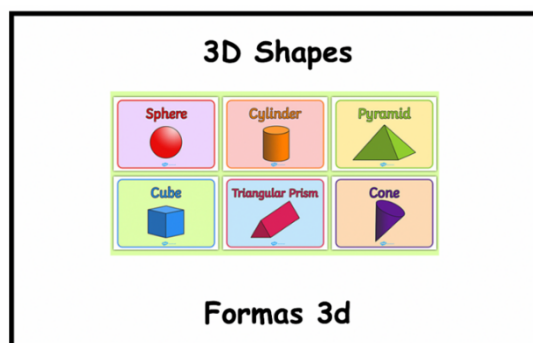 3D Shapes
Sphere Cylinder Pyramid
Cube Triangular Prism Cone
Formas 3d